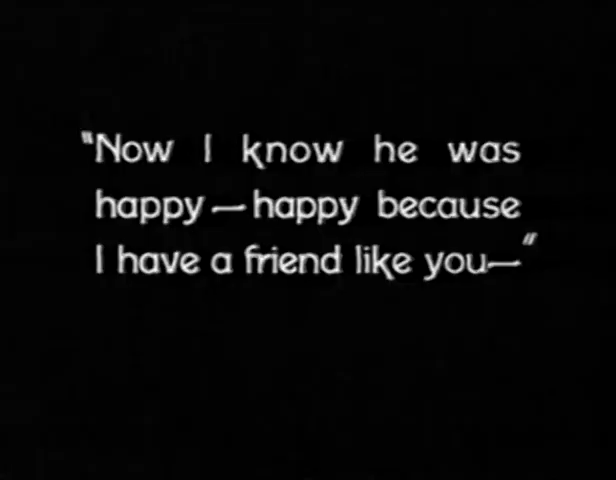 "Now I know he was
happy—happy because
I have a friend like you—"